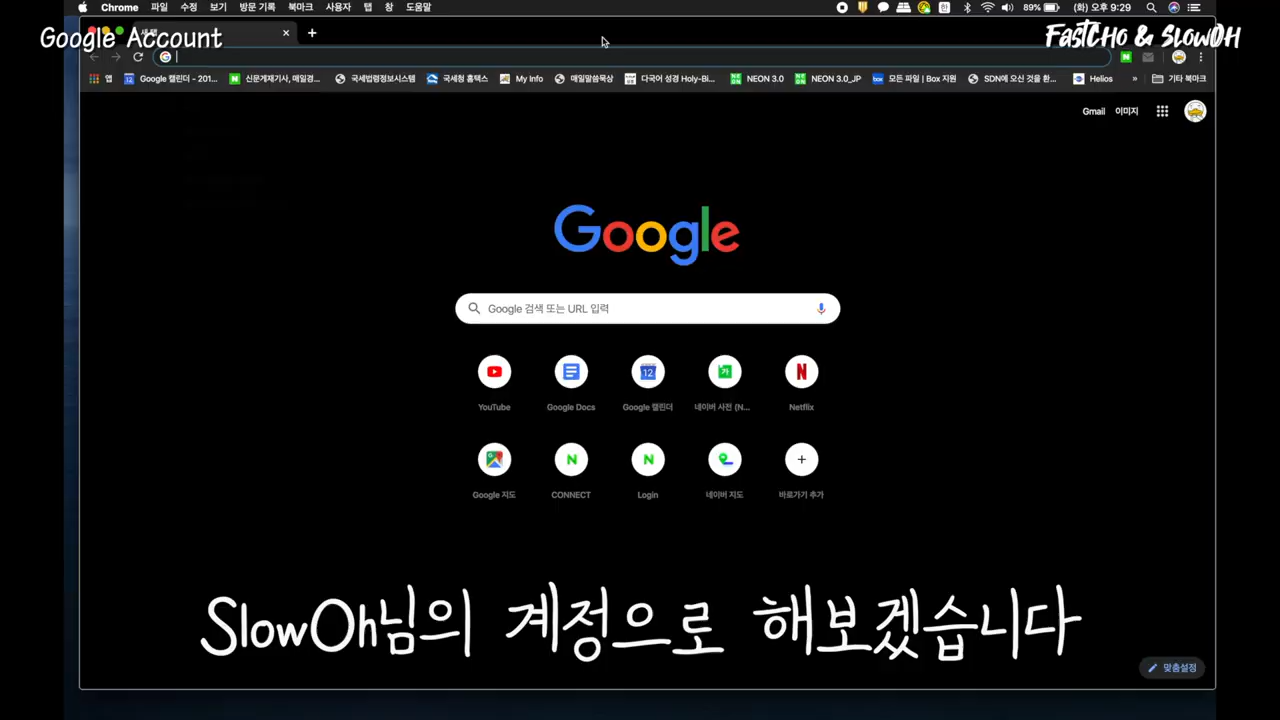 Chrome 파일 수정 보기 방문 기록 북마크 사용자 탭 창 도움말 89% (화) 오후 9:29
Google Account
FASTCHO & SLOWOH
앱 Google 캘린더 - 201... 신문게재기사, 매일경... 국세법령정보시스템 국세청 홈택스 My Info 매일말씀묵상 다국어 성경 Holy-Bi... NEON 3.0 NEON 3.0_JP 모든 파일 | Box 지원 SDN에 오신 것을 환... Helios » 기타 북마크
Gmail 이미지
Google
Google 검색 또는 URL 입력
YouTube Google Docs Google 캘린더 네이버 사전 (N... Netflix
Google 지도 CONNECT Login 네이버 지도 바로가기 추가
SlowOh님의 계정으로 해보겠습니다
맞춤설정